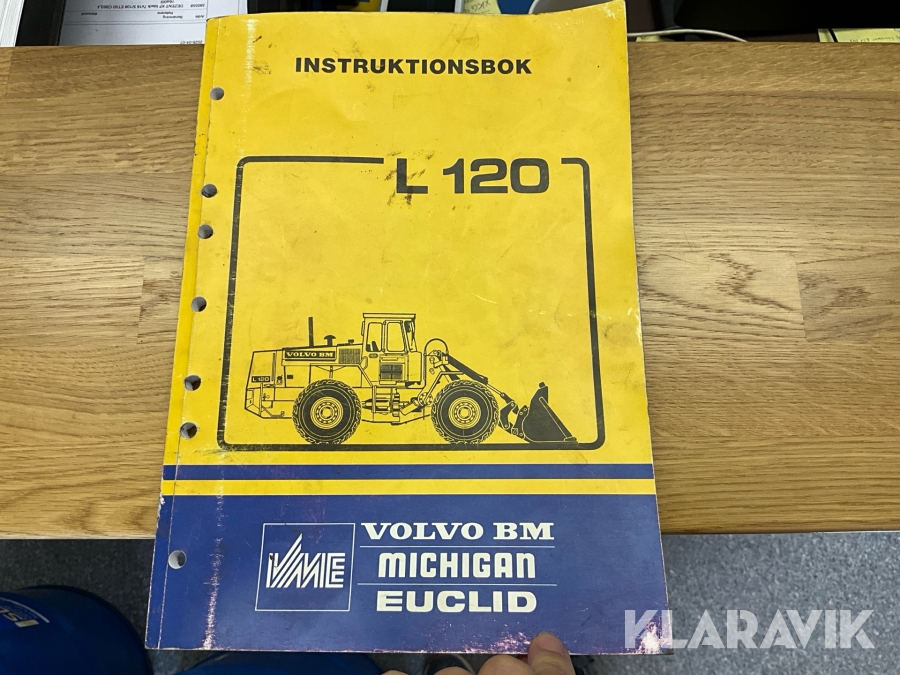 INSTRUKTIONSBOK
L 120
VOLVO BM
L 120
VME
VOLVO BM
MICHIGAN
EUCLID
KLARAVIK